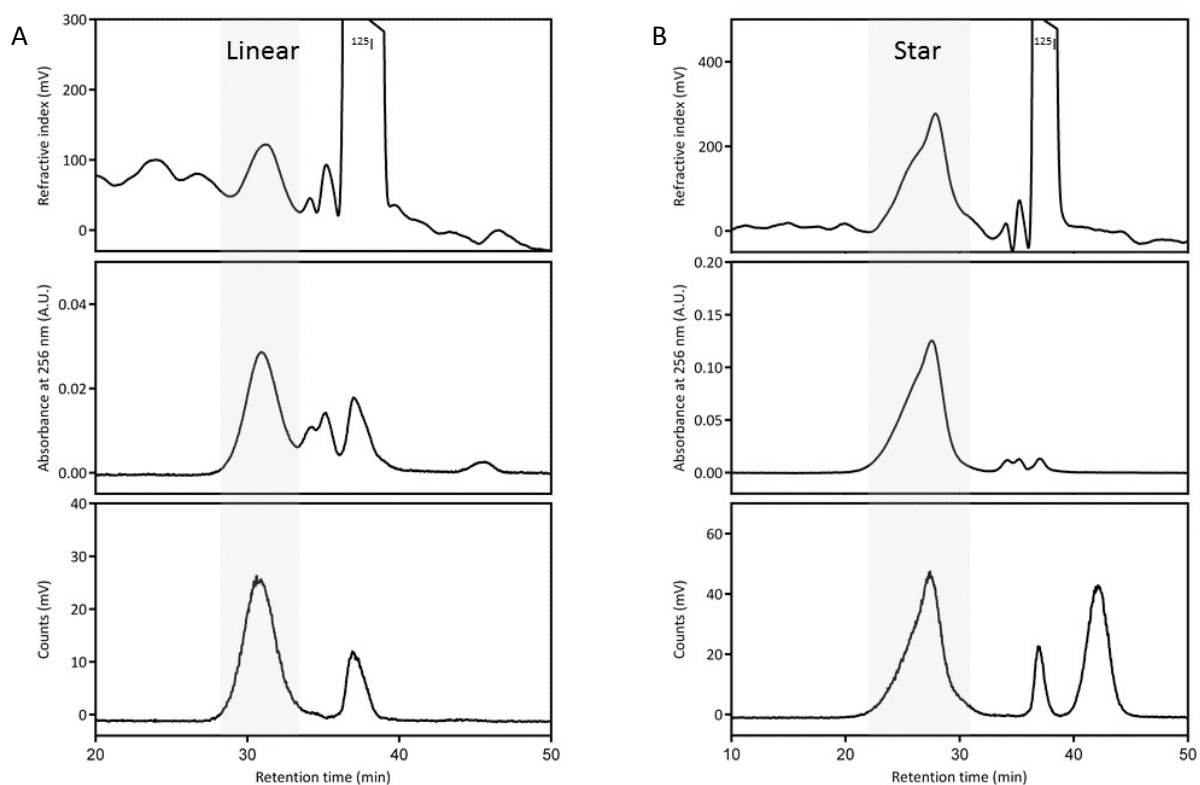 A
Linear
¹²⁵I
Refractive index (mV)
300
200
100
0
Absorbance at 256 nm (A.U.)
0.04
0.02
0.00
Counts (mV)
40
30
20
10
0
20 30 40 50
Retention time (min)
B
Star
¹²⁵I
Refractive index (mV)
400
200
0
Absorbance at 256 nm (A.U.)
0.20
0.15
0.10
0.05
0.00
Counts (mV)
60
40
20
0
10 20 30 40 50
Retention time (min)